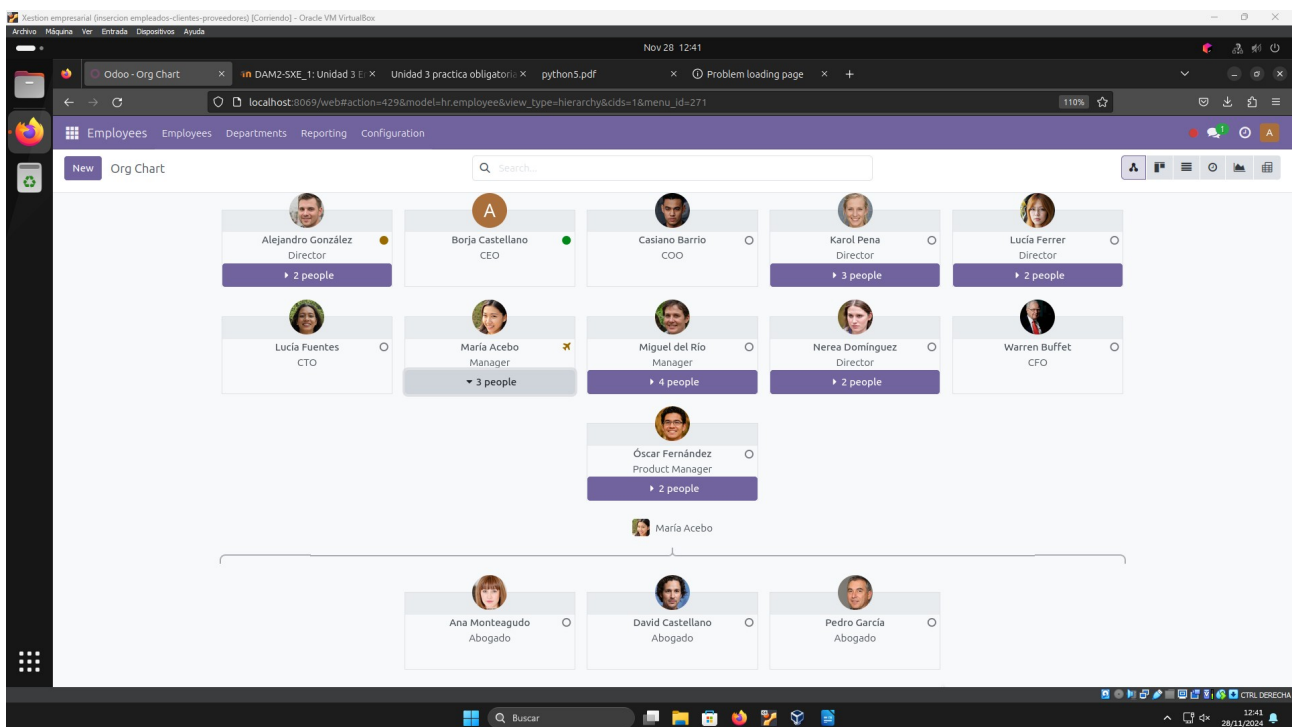 Xestion empresarial (insercion empleados-clientes-proveedores) [Corriendo] - Oracle VM VirtualBox
Archivo Máquina Ver Entrada Dispositivos Ayuda
Nov 28 12:41
Odoo - Org Chart DAM2-SXE_1: Unidad 3 E Unidad 3 practica obligatoria python5.pdf Problem loading page
localhost:8069/web#action=429&model=hr.employee&view_type=hierarchy&cids=1&menu_id=271 110%
Employees Employees Departments Reporting Configuration 1 A
New Org Chart Search...
A
Alejandro González Borja Castellano Casiano Barrio Karol Pena Lucía Ferrer
Director CEO COO Director Director
2 people 3 people 2 people
Lucía Fuentes María Acebo Miguel del Río Nerea Domínguez Warren Buffet
CTO Manager Manager Director CFO
3 people 4 people 2 people
Óscar Fernández
Product Manager
2 people
María Acebo
Ana Monteagudo David Castellano Pedro García
Abogado Abogado Abogado
CTRL DERECHA
Buscar 12:41
28/11/2024